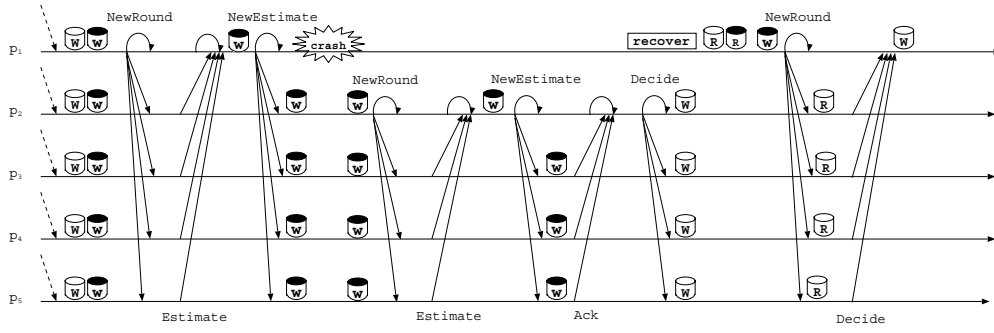 NewRound NewEstimate NewRound
W W W W crash recover R R W W
p₁
NewRound NewEstimate Decide
W W W W W W R
p₂
W W W W W W R
p₃
W W W W W W R
p₄
W W W W W W R
p₅
Estimate Estimate Ack Decide